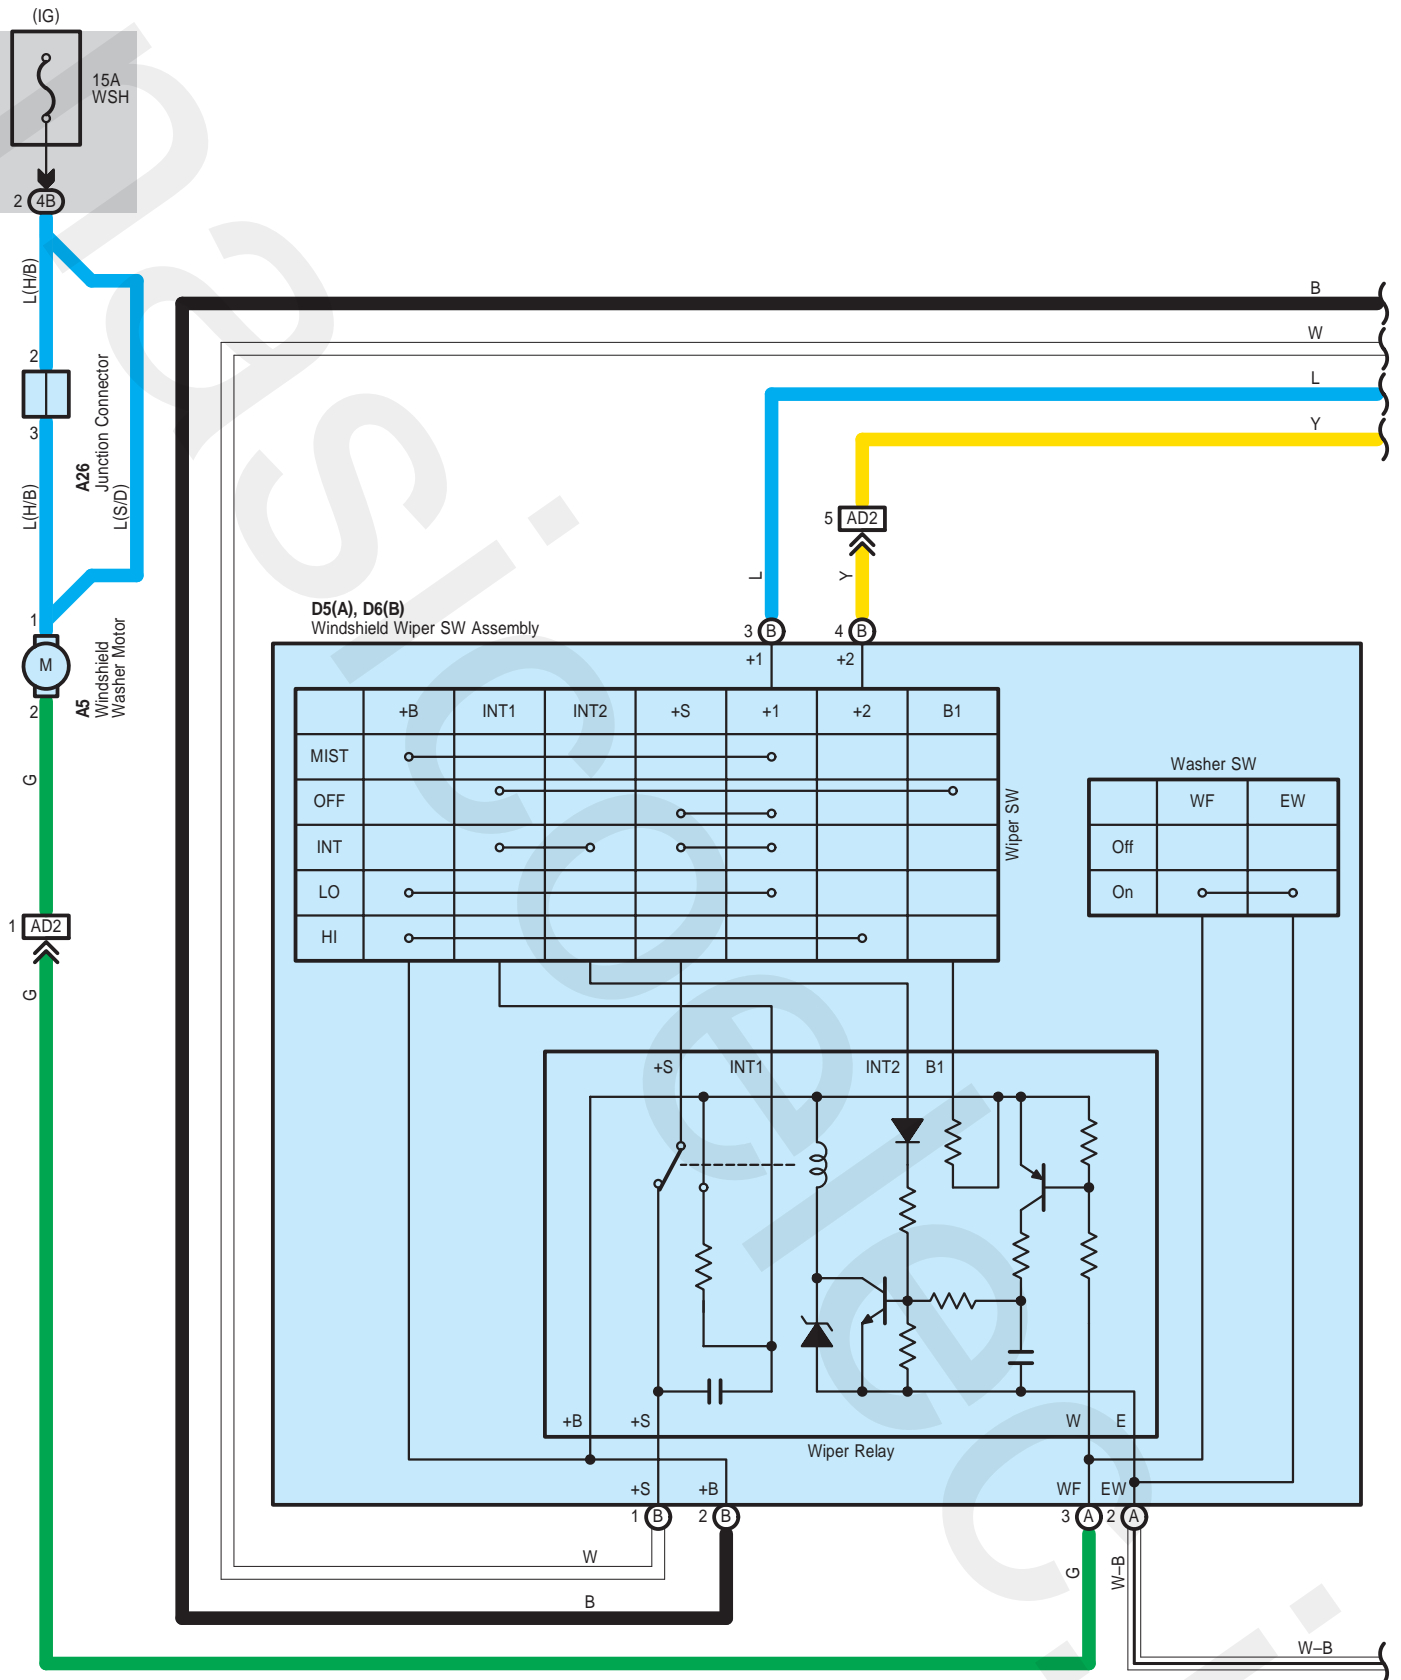 (IG)
15A
WSH
2 4B
L(H/B)
2
A26
Junction Connector
3
L(H/B)
L(S/D)
1
M
A5
Windshield
Washer Motor
2
G
1 AD2
G
B
W
L
Y
5 AD2
L
Y
D5(A), D6(B)
Windshield Wiper SW Assembly
3 B
4 B
+1
+2
+B INT1 INT2 +S +1 +2 B1
MIST
OFF
INT
LO
HI
Wiper SW
Washer SW
WF EW
Off
On
+S INT1 INT2 B1
+B +S W E
Wiper Relay
+S +B WF EW
1 B 2 B 3 A 2 A
W
B
G
W–B
W–B